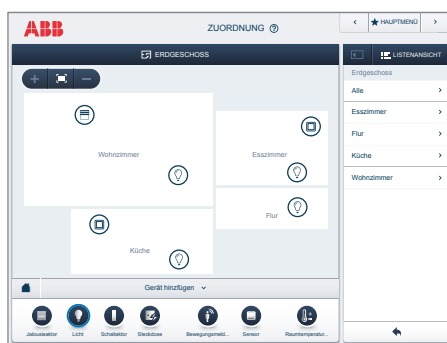 ABB
ZUORDNUNG ?
HAUPTMENÜ
ERDGESCHOSS
LISTENANSICHT
Erdgeschoss
Alle
Esszimmer
Flur
Küche
Wohnzimmer
Wohnzimmer
Esszimmer
Flur
Küche
Gerät hinzufügen
Jalousieaktor
Licht
Schaltaktor
Steckdose
Bewegungsmeld...
Sensor
Raumtemperatur...